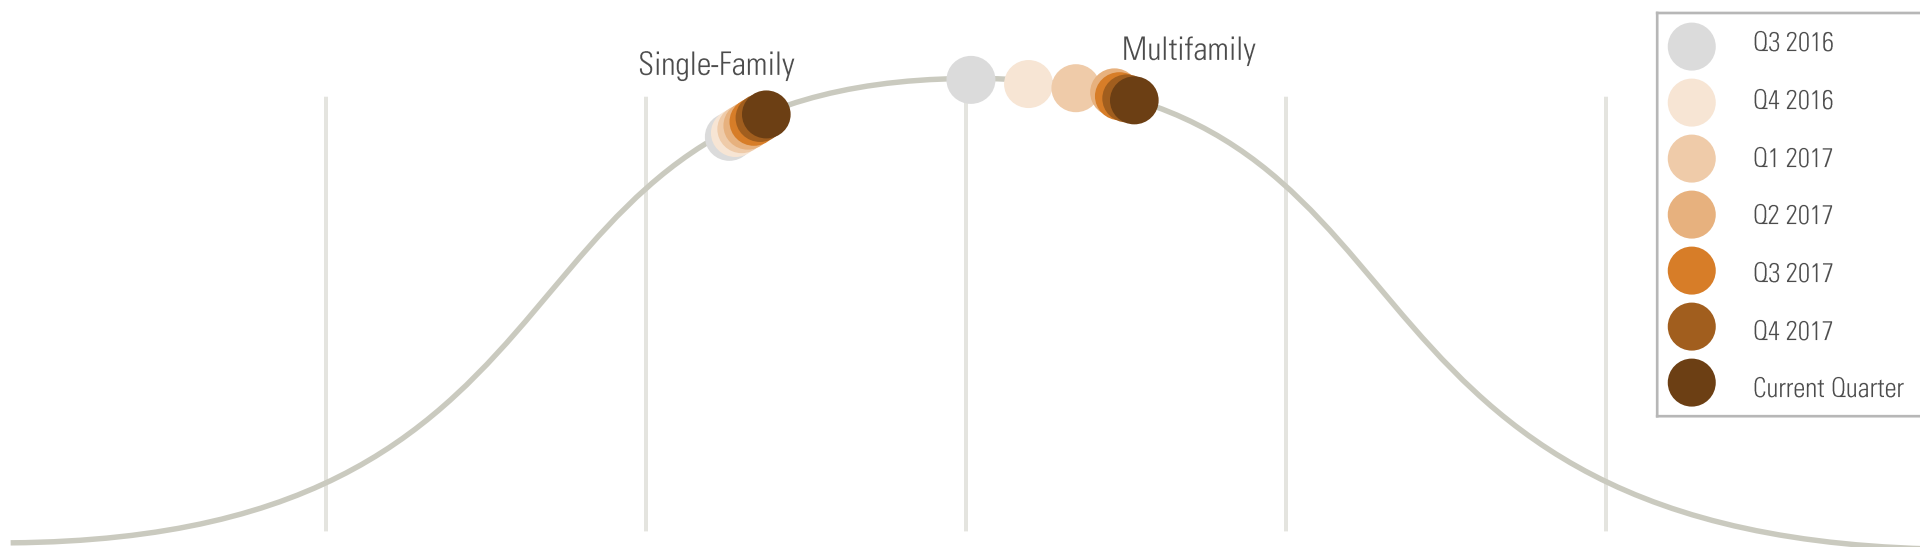 Single-Family
Multifamily
Q3 2016
Q4 2016
Q1 2017
Q2 2017
Q3 2017
Q4 2017
Current Quarter